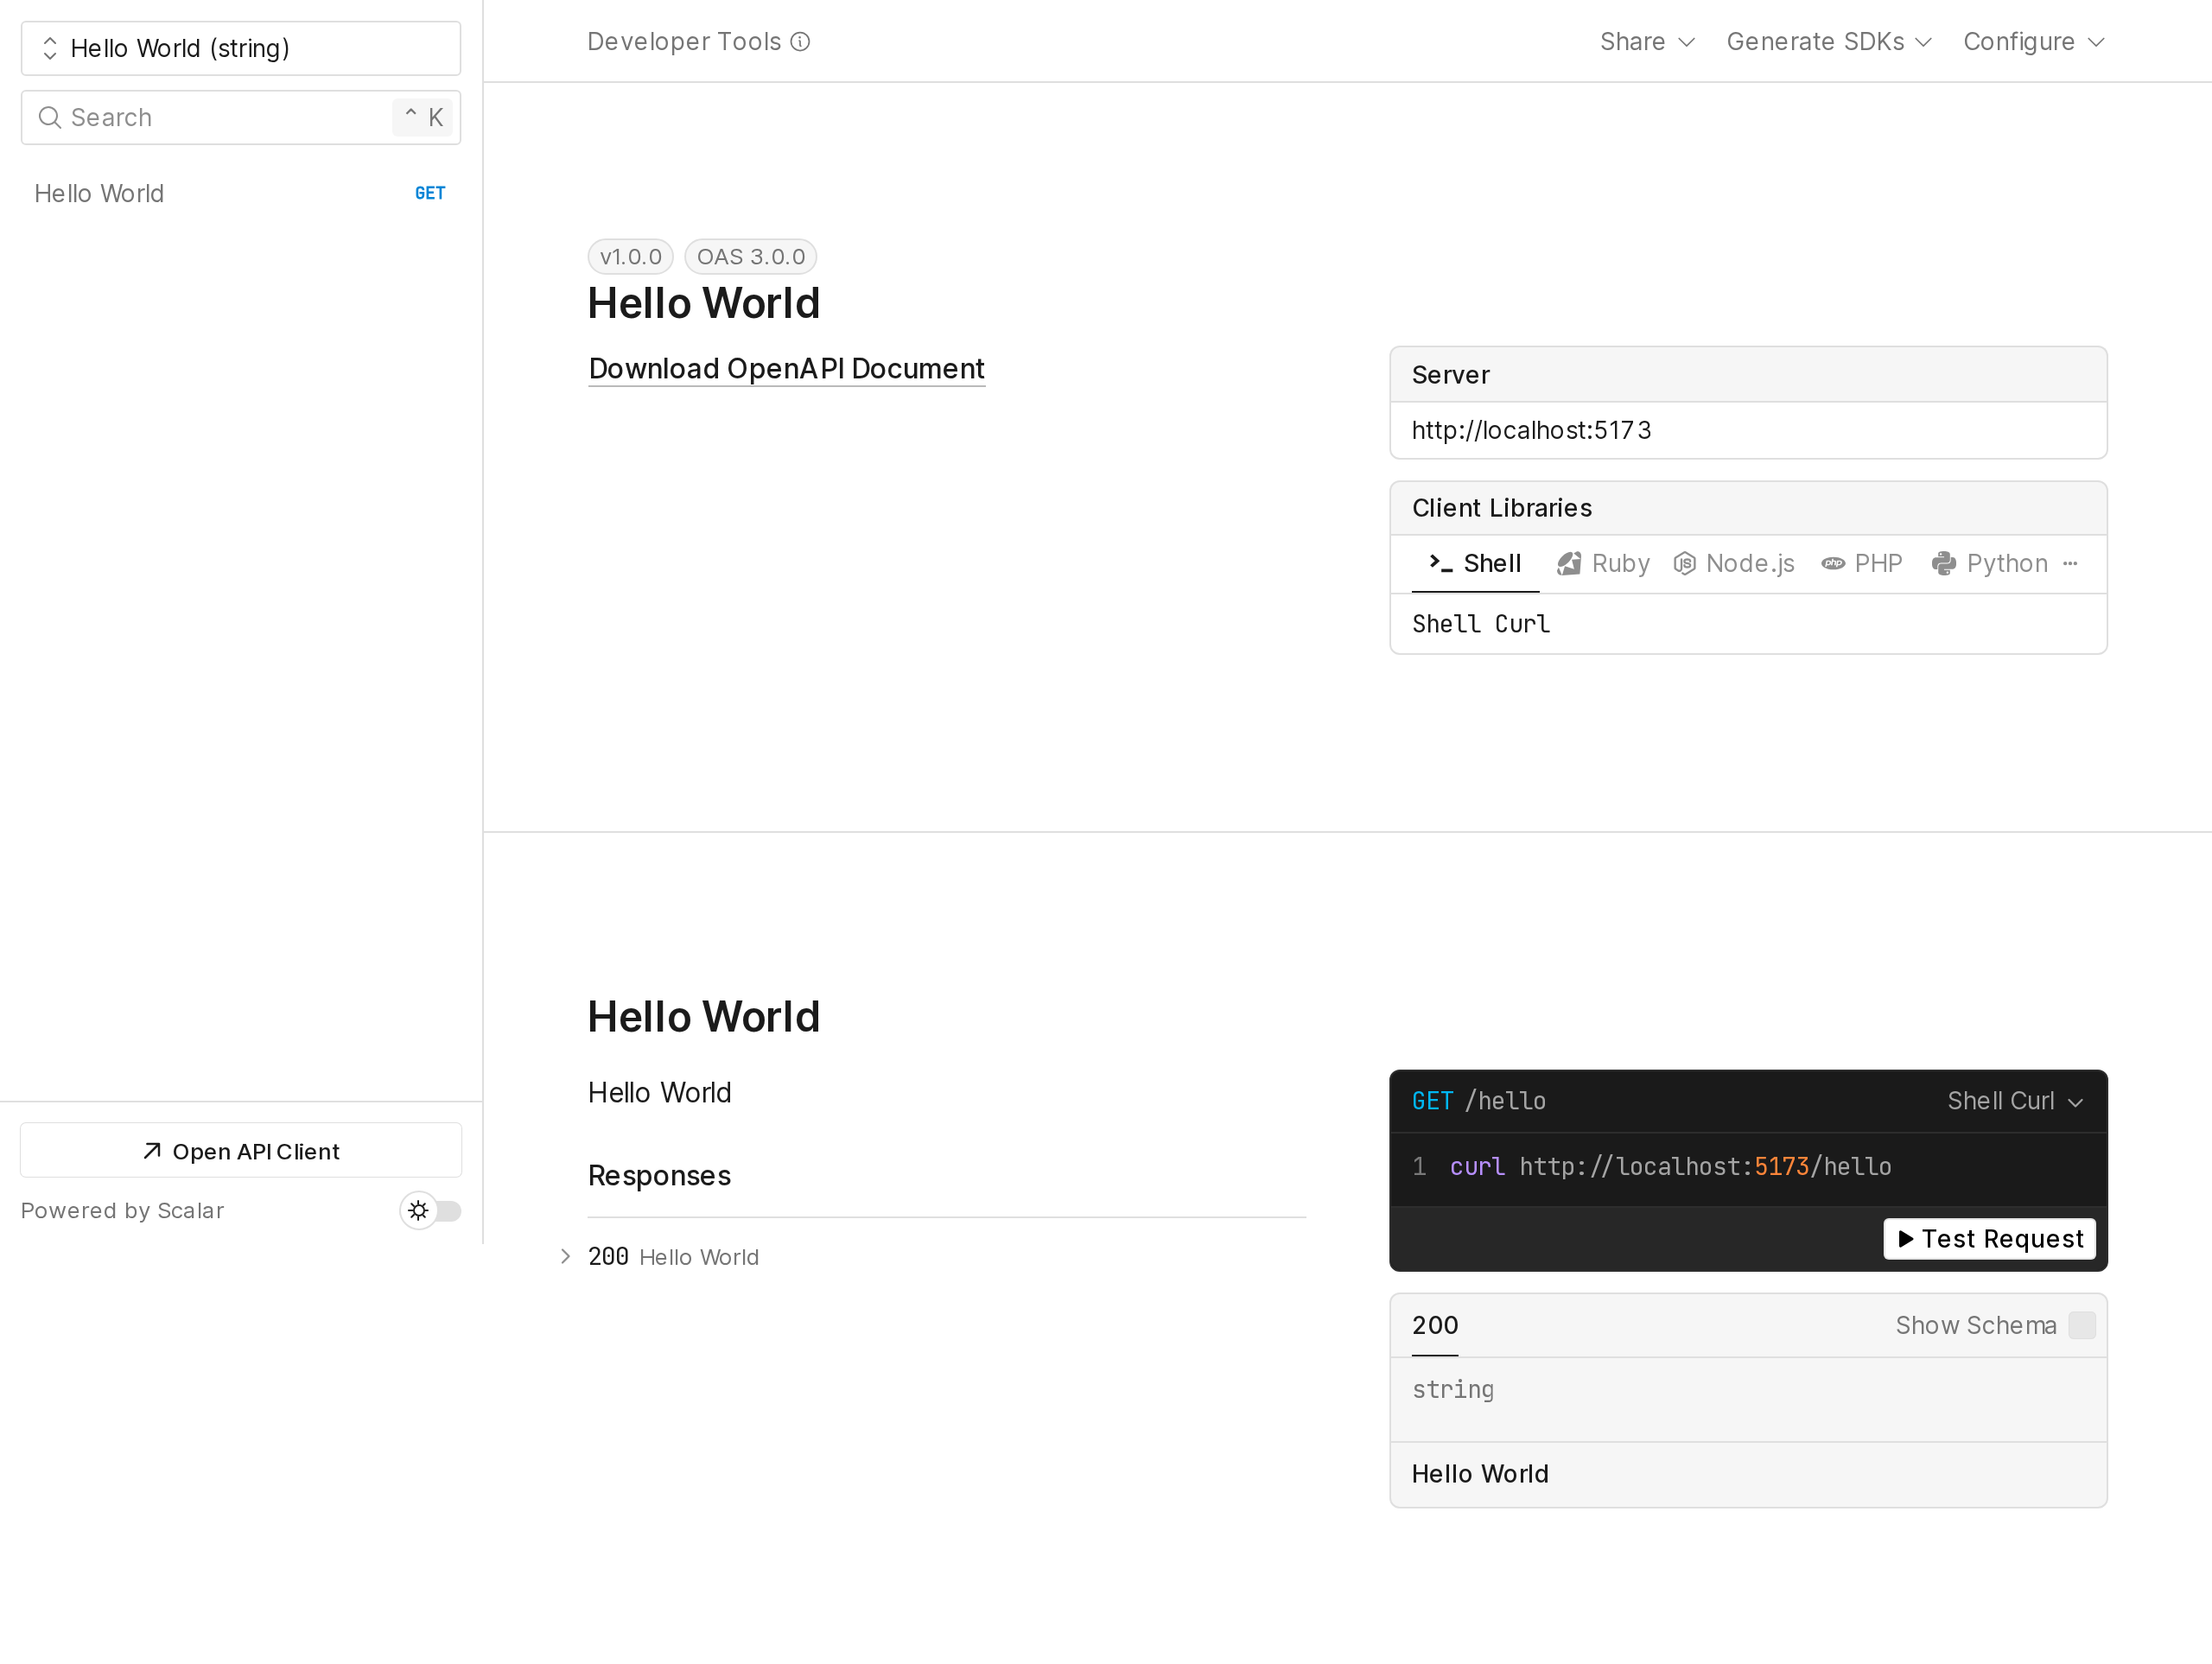 Hello World (string)
Search
⌃ K
Hello World GET
Open API Client
Powered by Scalar
Developer Tools
Share
Generate SDKs
Configure
v1.0.0
OAS 3.0.0
Hello World
Download OpenAPI Document
Server
http://localhost:5173
Client Libraries
Shell
Ruby
Node.js
PHP
Python
Shell Curl
Hello World
Hello World
Responses
200 Hello World
GET /hello
Shell Curl
1 curl http://localhost:5173/hello
Test Request
200
Show Schema
string
Hello World